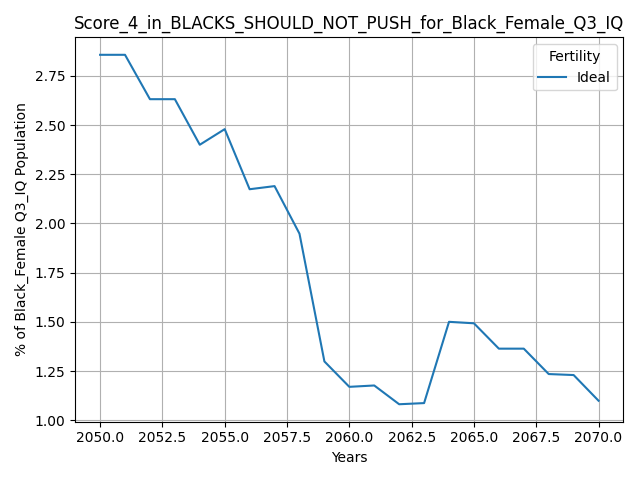 Score_4_in_BLACKS_SHOULD_NOT_PUSH_for_Black_Female_Q3_IQ
Fertility
Ideal
% of Black_Female Q3_IQ Population
2.75
2.50
2.25
2.00
1.75
1.50
1.25
1.00
2050.0 2052.5 2055.0 2057.5 2060.0 2062.5 2065.0 2067.5 2070.0
Years